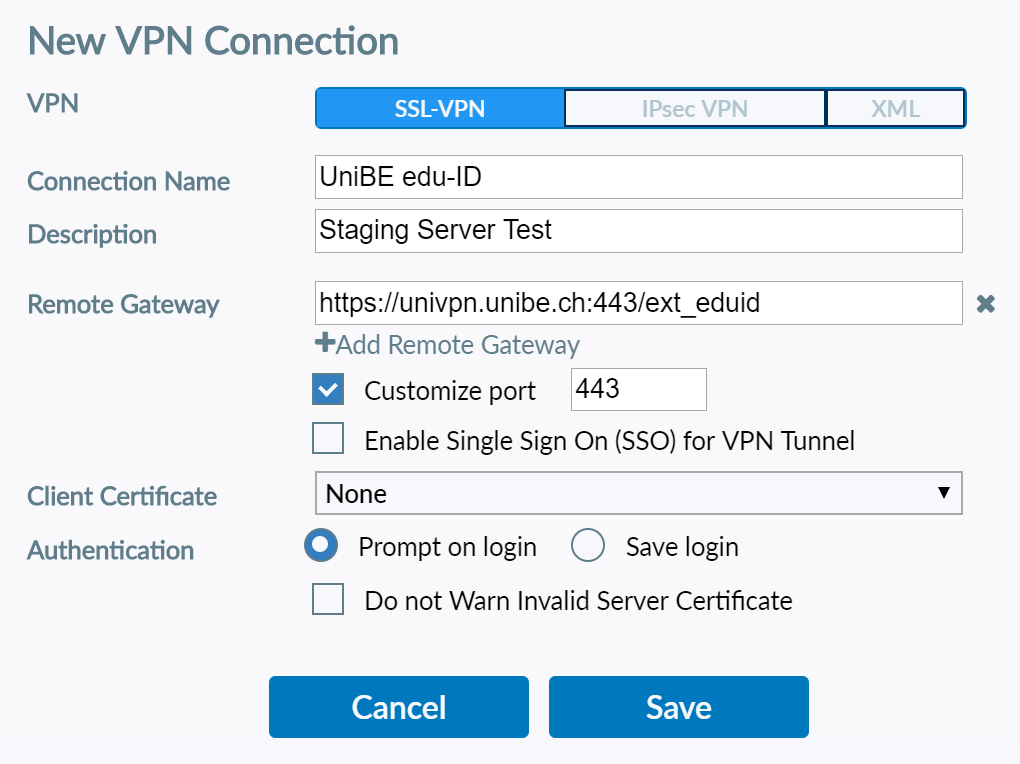 New VPN Connection
VPN SSL-VPN IPsec VPN XML
Connection Name UniBE edu-ID
Description Staging Server Test
Remote Gateway https://univpn.unibe.ch:443/ext_eduid
Add Remote Gateway
Customize port 443
Enable Single Sign On (SSO) for VPN Tunnel
Client Certificate None
Authentication Prompt on login Save login
Do not Warn Invalid Server Certificate
Cancel Save